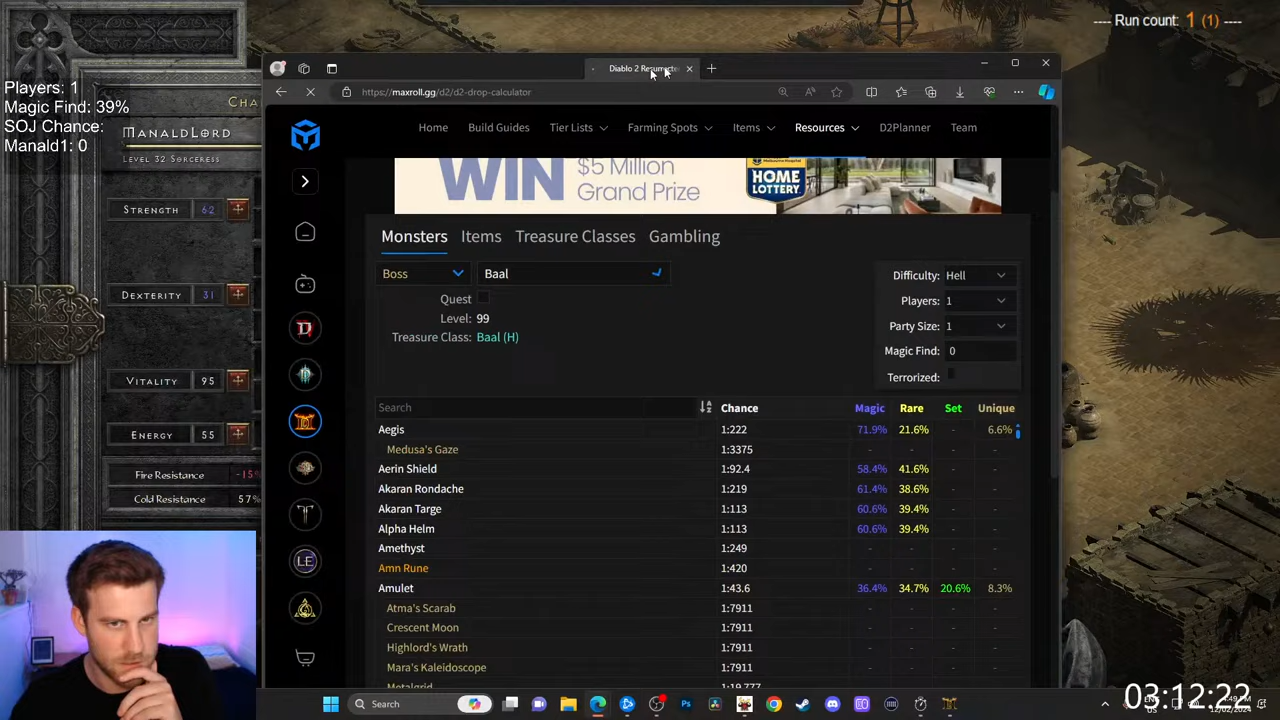 ---- Run count: 1 (1) ----
Players: 1
Magic Find: 39%
SOJ Chance:
Manald1: 0
CHA
MANALDLORD
LEVEL 32 SORCERESS
STRENGTH 62
DEXTERITY 31
VITALITY 95
ENERGY 55
Fire Resistance -15
Cold Resistance 57%
Diablo 2 Resurrecte
https://maxroll.gg/d2/d2-drop-calculator
Home Build Guides Tier Lists Farming Spots Items Resources D2Planner Team
WIN $5 Million
Grand Prize
HOME
LOTTERY
Monsters Items Treasure Classes Gambling
Boss Baal
Quest
Level: 99
Treasure Class: Baal (H)
Difficulty: Hell
Players: 1
Party Size: 1
Magic Find: 0
Terrorized:
Search Chance Magic Rare Set Unique
Aegis 1:222 71.9% 21.6% - 6.6%
Medusa's Gaze 1:3375 - - - -
Aerin Shield 1:92.4 58.4% 41.6% - -
Akaran Rondache 1:219 61.4% 38.6% - -
Akaran Targe 1:113 60.6% 39.4% - -
Alpha Helm 1:113 60.6% 39.4% - -
Amethyst 1:249 - - - -
Amn Rune 1:420 - - - -
Amulet 1:43.6 36.4% 34.7% 20.6% 8.3%
Atma's Scarab 1:7911 - - - -
Crescent Moon 1:7911 - - - -
Highlord's Wrath 1:7911 - - - -
Mara's Kaleidoscope 1:7911 - - - -
Metalgrid 1:19,777 - - - -
LE
Search
03:12:22